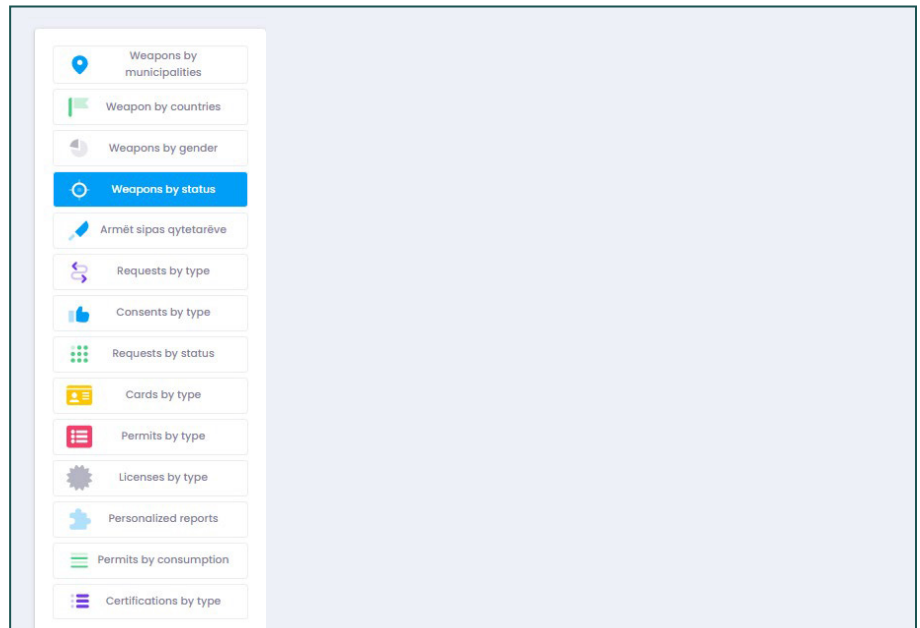 Weapons by
municipalities
Weapon by countries
Weapons by gender
Weapons by status
Armët sipas qytetarëve
Requests by type
Consents by type
Requests by status
Cards by type
Permits by type
Licenses by type
Personalized reports
Permits by consumption
Certifications by type